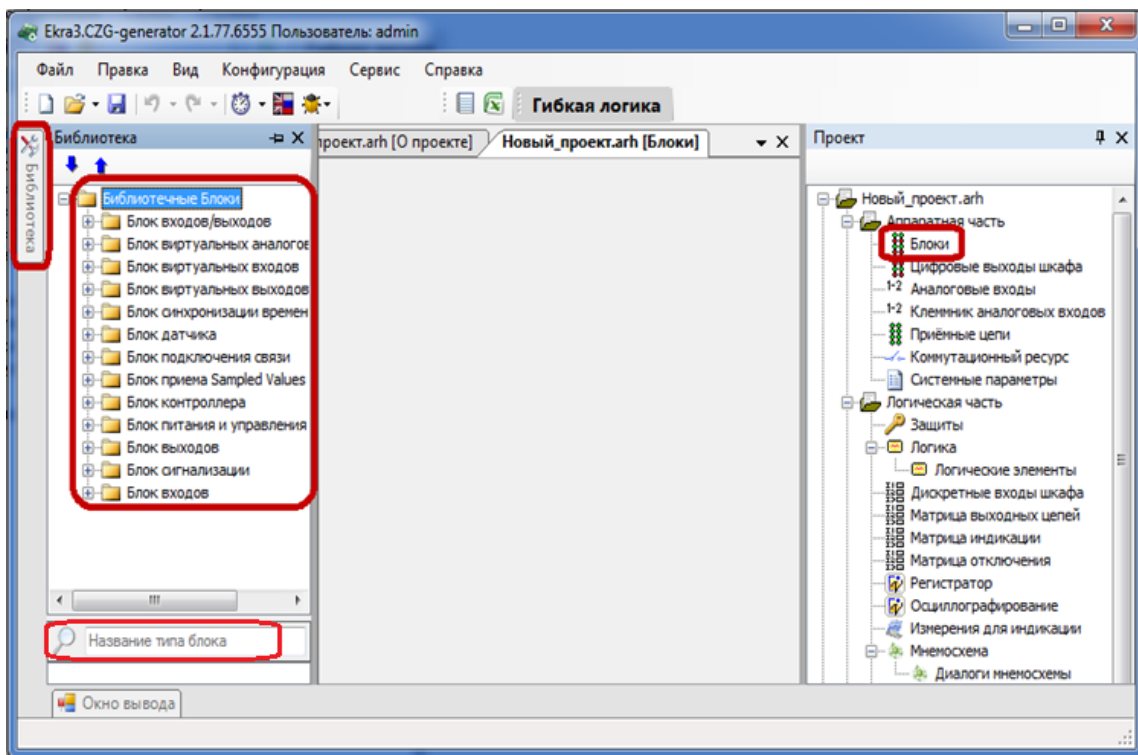 Ekra3.CZG-generator 2.1.77.6555 Пользователь: admin
Файл Правка Вид Конфигурация Сервис Справка
Гибкая логика
Библиотека
Библиотека
Библиотечные Блоки
Блок входов/выходов
Блок виртуальных аналогов
Блок виртуальных входов
Блок виртуальных выходов
Блок синхронизации времен
Блок датчика
Блок подключения связи
Блок приема Sampled Values
Блок контроллера
Блок питания и управления
Блок выходов
Блок сигнализации
Блок входов
Название типа блока
Окно вывода
проект.arh [О проекте] Новый_проект.arh [Блоки]
Проект
Новый_проект.arh
Аппаратная часть
Блоки
Цифровые выходы шкафа
1-2 Аналоговые входы
1-2 Клеммник аналоговых входов
Приёмные цепи
Коммутационный ресурс
Системные параметры
Логическая часть
Защиты
Логика
Логические элементы
Дискретные входы шкафа
Матрица выходных цепей
Матрица индикации
Матрица отключения
Регистратор
Осциллографирование
Измерения для индикации
Мнемосхема
Диалоги мнемосхемы